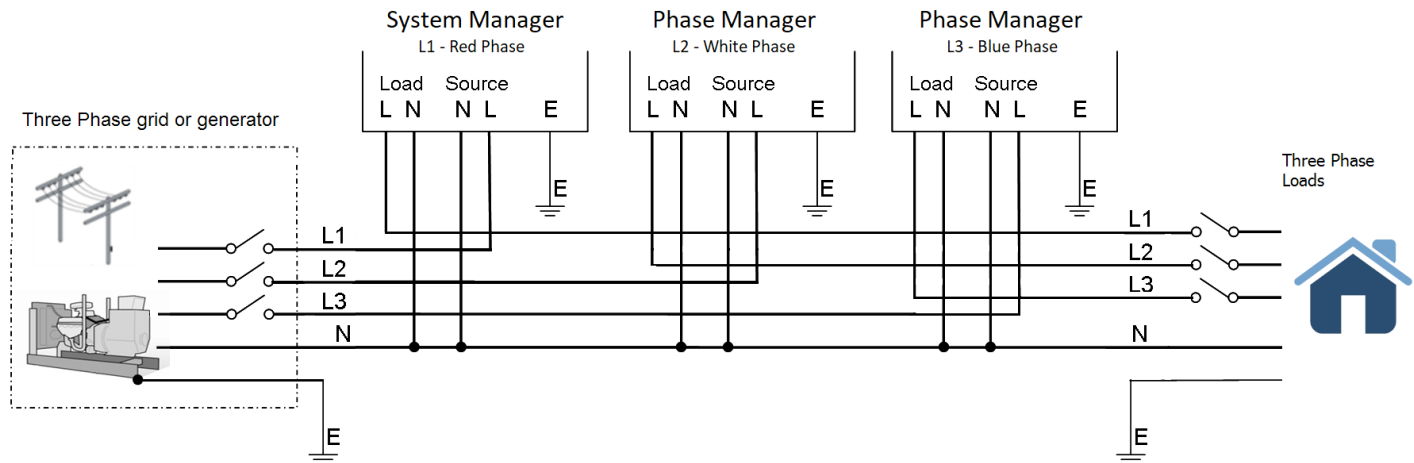 System Manager
L1 - Red Phase
Phase Manager
L2 - White Phase
Phase Manager
L3 - Blue Phase
Load Source
L N N L E
Load Source
L N N L E
Load Source
L N N L E
Three Phase grid or generator
Three Phase
Loads
E
E
E
L1
L2
L3
N
L1
L2
L3
N
E
E